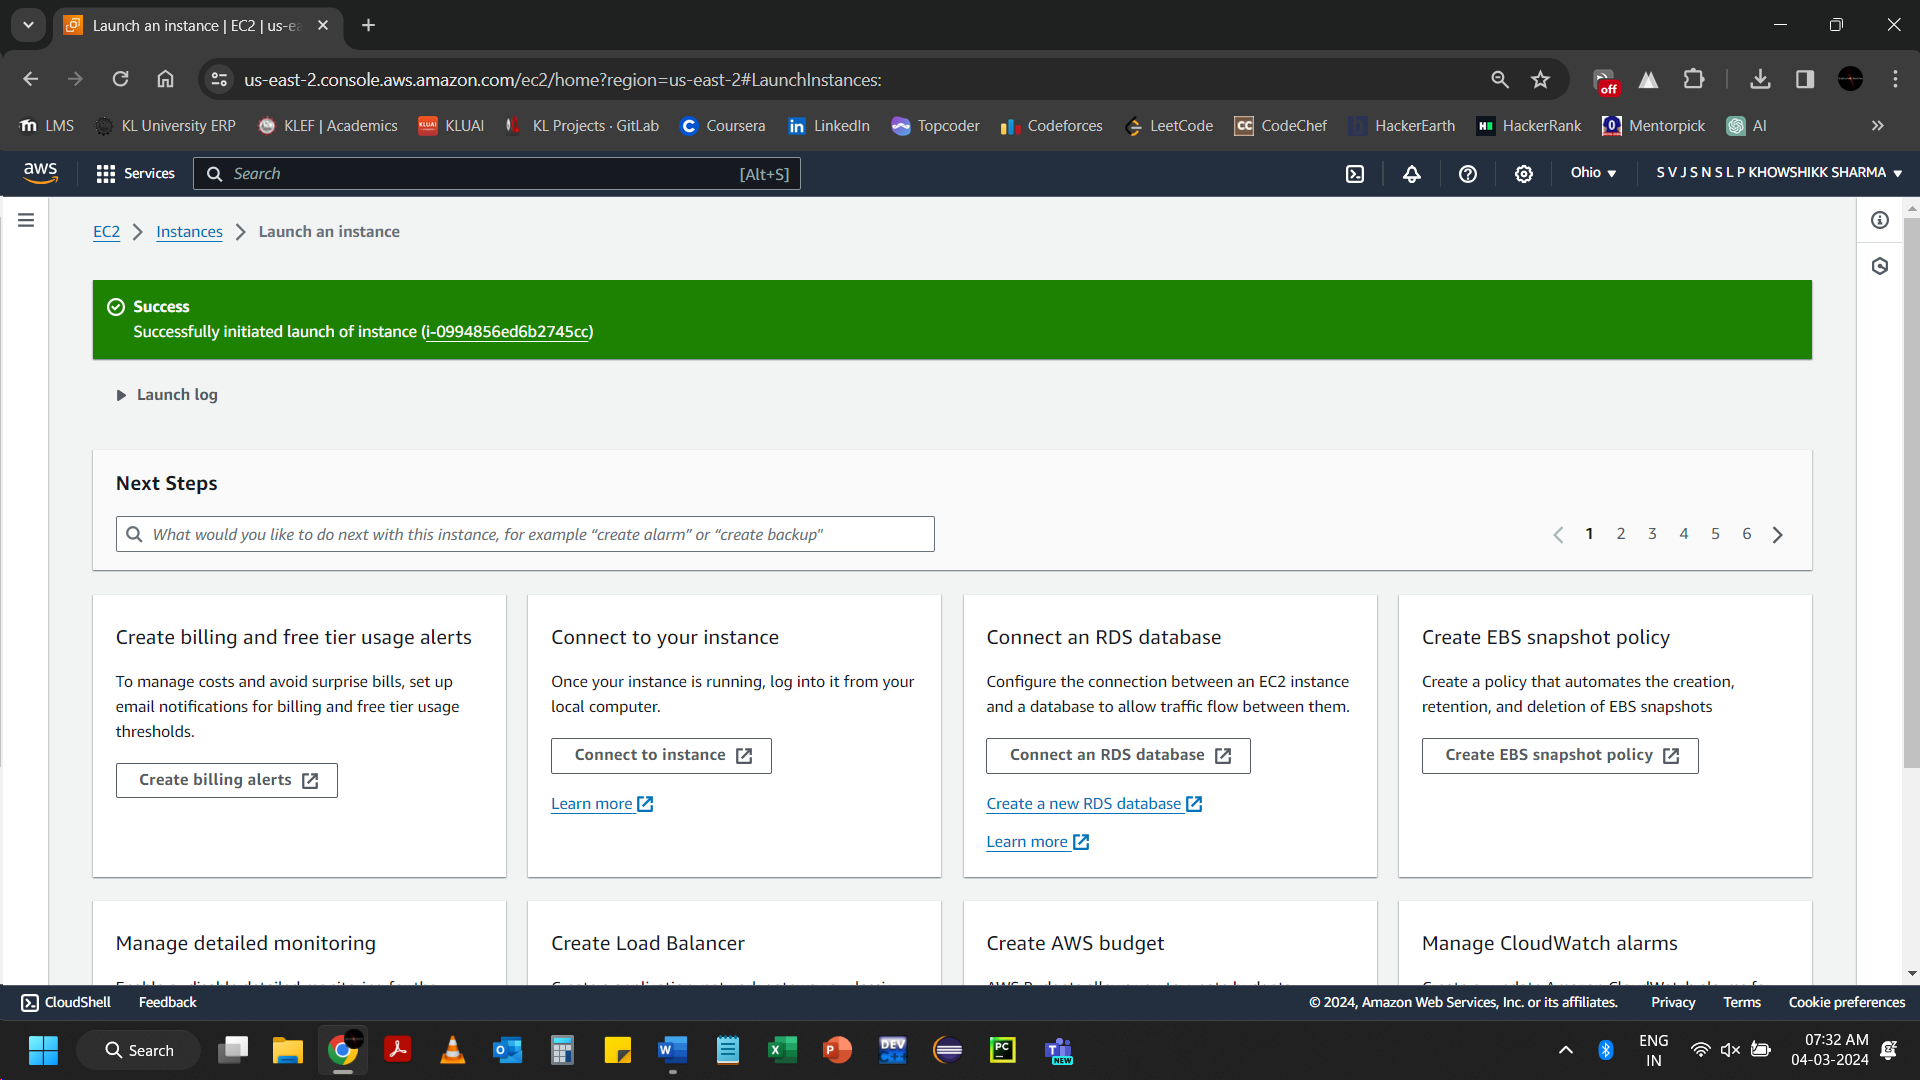 Launch an instance | EC2 | us-ea
us-east-2.console.aws.amazon.com/ec2/home?region=us-east-2#LaunchInstances:
off
LMS
KL University ERP
KLEF | Academics
KLUAI
KL Projects · GitLab
Coursera
LinkedIn
Topcoder
Codeforces
LeetCode
CodeChef
HackerEarth
HackerRank
Mentorpick
AI
aws
Services
Search
[Alt+S]
Ohio
S V J S N S L P KHOWSHIKK SHARMA
EC2
Instances
Launch an instance
Success
Successfully initiated launch of instance (i-0994856ed6b2745cc)
Launch log
Next Steps
What would you like to do next with this instance, for example “create alarm” or “create backup"
1 2 3 4 5 6
Create billing and free tier usage alerts
To manage costs and avoid surprise bills, set up
email notifications for billing and free tier usage
thresholds.
Create billing alerts
Connect to your instance
Once your instance is running, log into it from your
local computer.
Connect to instance
Learn more
Connect an RDS database
Configure the connection between an EC2 instance
and a database to allow traffic flow between them.
Connect an RDS database
Create a new RDS database
Learn more
Create EBS snapshot policy
Create a policy that automates the creation,
retention, and deletion of EBS snapshots
Create EBS snapshot policy
Manage detailed monitoring
Create Load Balancer
Create AWS budget
Manage CloudWatch alarms
CloudShell
Feedback
© 2024, Amazon Web Services, Inc. or its affiliates.
Privacy
Terms
Cookie preferences
Search
DEV
PC
NEW
ENG
IN
07:32 AM
04-03-2024